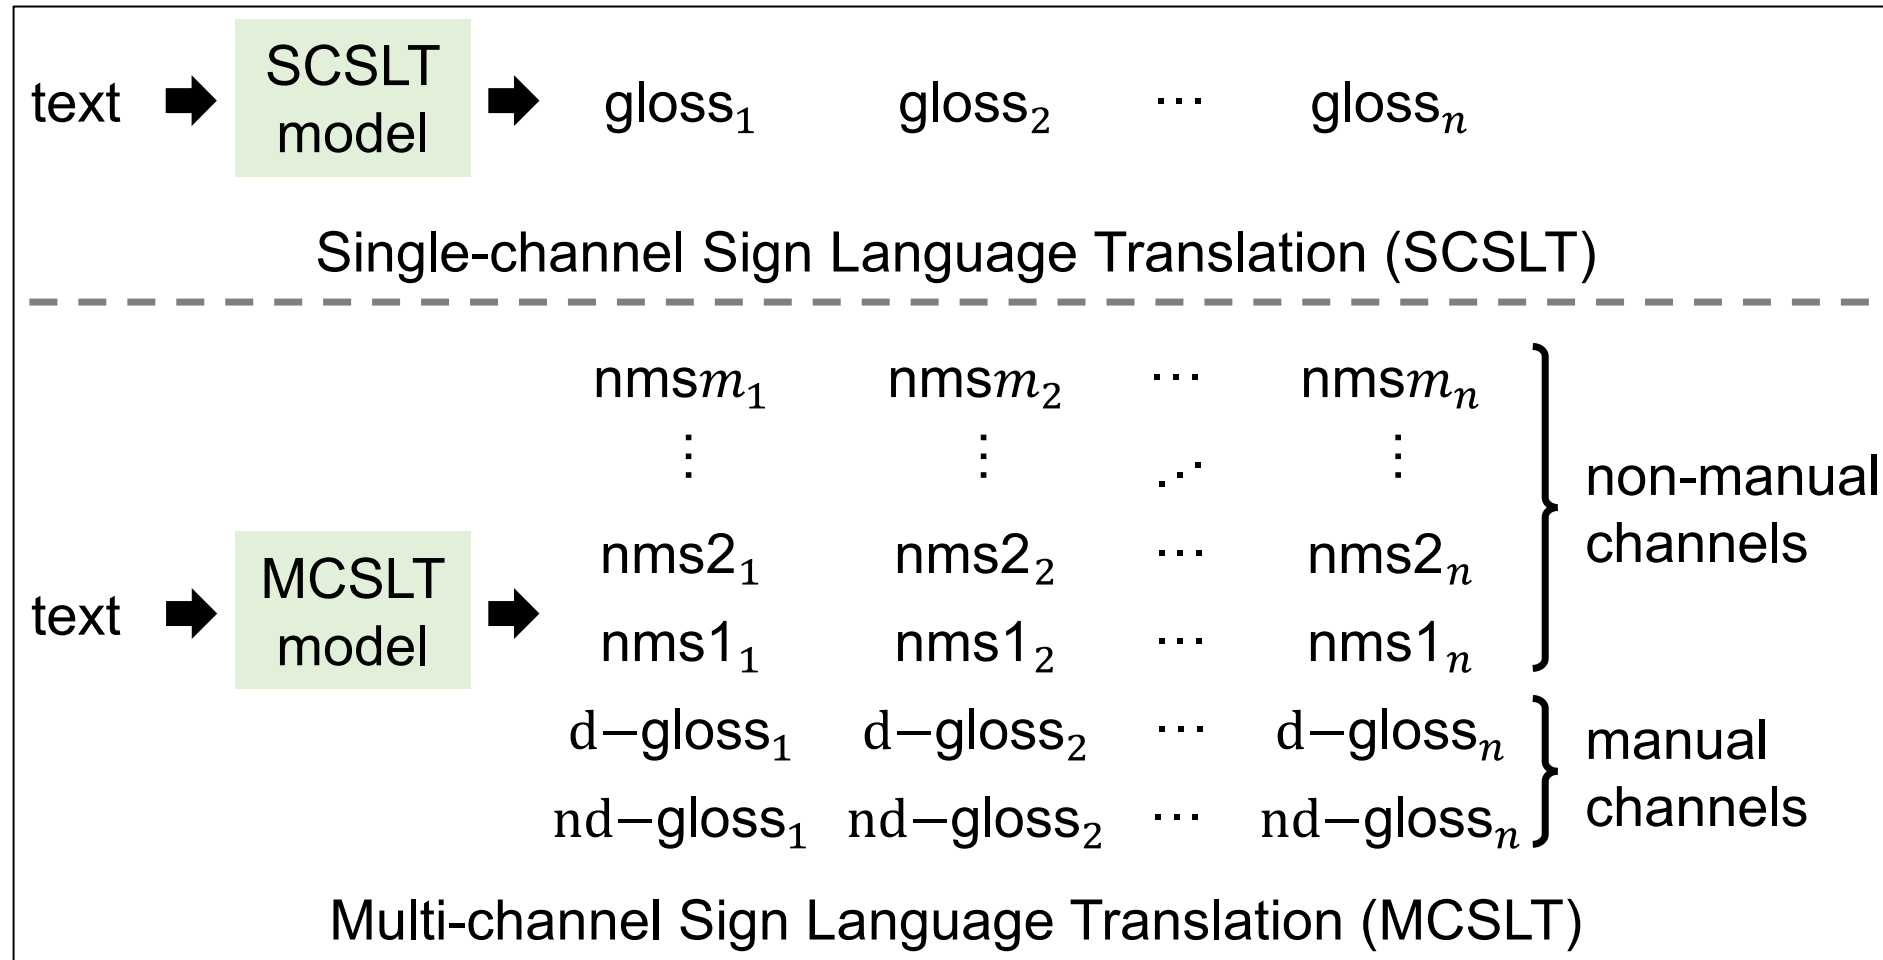 text ➡ SCSLT model ➡ gloss₁ gloss₂ ⋯ glossₙ
Single-channel Sign Language Translation (SCSLT)
nms𝑚₁ nms𝑚₂ ⋯ nms𝑚ₙ
⋮ ⋮ ⋰ ⋮
non-manual channels
nms2₁ nms2₂ ⋯ nms2ₙ
text ➡ MCSLT model ➡
nms1₁ nms1₂ ⋯ nms1ₙ
d−gloss₁ d−gloss₂ ⋯ d−glossₙ
manual channels
nd−gloss₁ nd−gloss₂ ⋯ nd−glossₙ
Multi-channel Sign Language Translation (MCSLT)